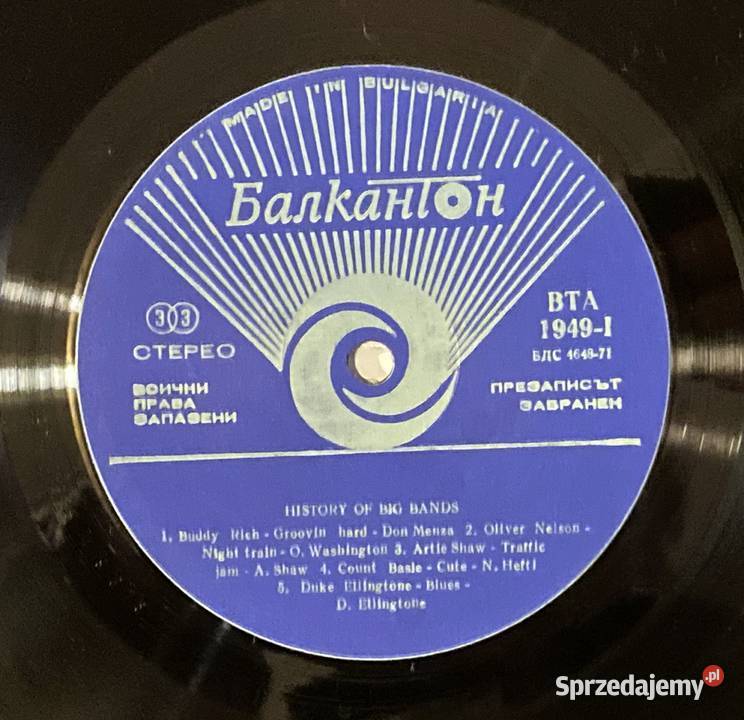 MADE IN BULGARIA
Балкантон
33
СТЕРЕО
ВСИЧКИ
ПРАВА
ЗАПАЗЕНИ
ВТА
1949-I
БЛС 4648-71
ПРЕЗАПИСЪТ
ЗАБРАНЕН
HISTORY OF BIG BANDS
1. Buddy Rich - Groovin hard - Don Menza 2. Oliver Nelson -
Night train - O. Washington 3. Artie Shaw - Traffic
jam - A. Shaw 4. Count Basie - Cute - N. Hefti
5. Duke Ellingtone - Blues -
D. Ellingtone
Sprzedajemy.pl